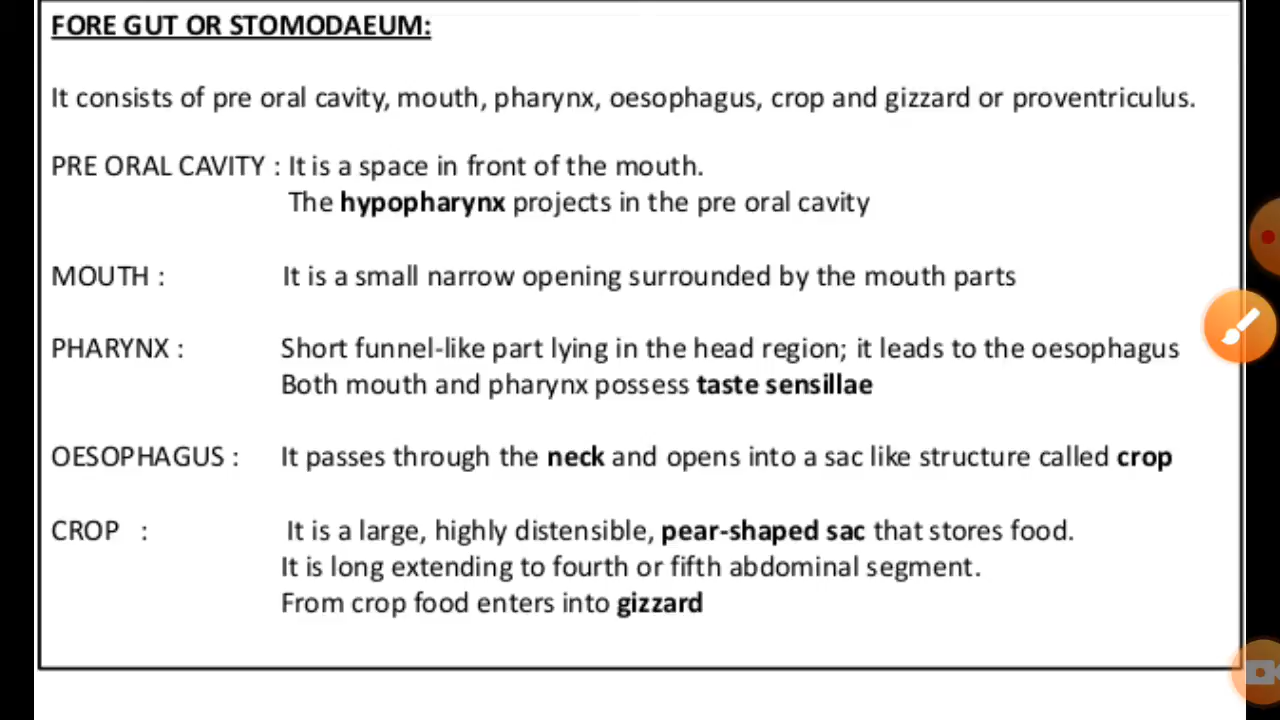 FORE GUT OR STOMODAEUM:
It consists of pre oral cavity, mouth, pharynx, oesophagus, crop and gizzard or proventriculus.
PRE ORAL CAVITY : It is a space in front of the mouth.
The hypopharynx projects in the pre oral cavity
MOUTH : It is a small narrow opening surrounded by the mouth parts
PHARYNX : Short funnel-like part lying in the head region; it leads to the oesophagus
Both mouth and pharynx possess taste sensillae
OESOPHAGUS : It passes through the neck and opens into a sac like structure called crop
CROP : It is a large, highly distensible, pear-shaped sac that stores food.
It is long extending to fourth or fifth abdominal segment.
From crop food enters into gizzard